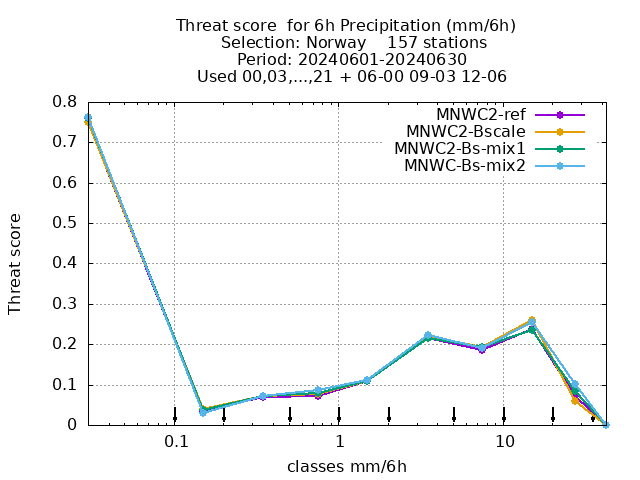 Threat score  for 6h Precipitation (mm/6h)
Selection: Norway    157 stations
Period: 20240601-20240630
Used 00,03,...,21 + 06-00 09-03 12-06
MNWC2-ref
MNWC2-Bscale
MNWC2-Bs-mix1
MNWC-Bs-mix2
Threat score
0.8
0.7
0.6
0.5
0.4
0.3
0.2
0.1
0
0.1
1
10
classes mm/6h